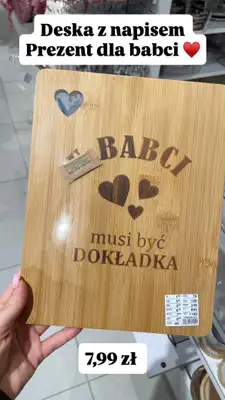 Deska z napisem
Prezent dla babci ❤️
BABCI
musi być
DOKŁADKA
7,99 zł